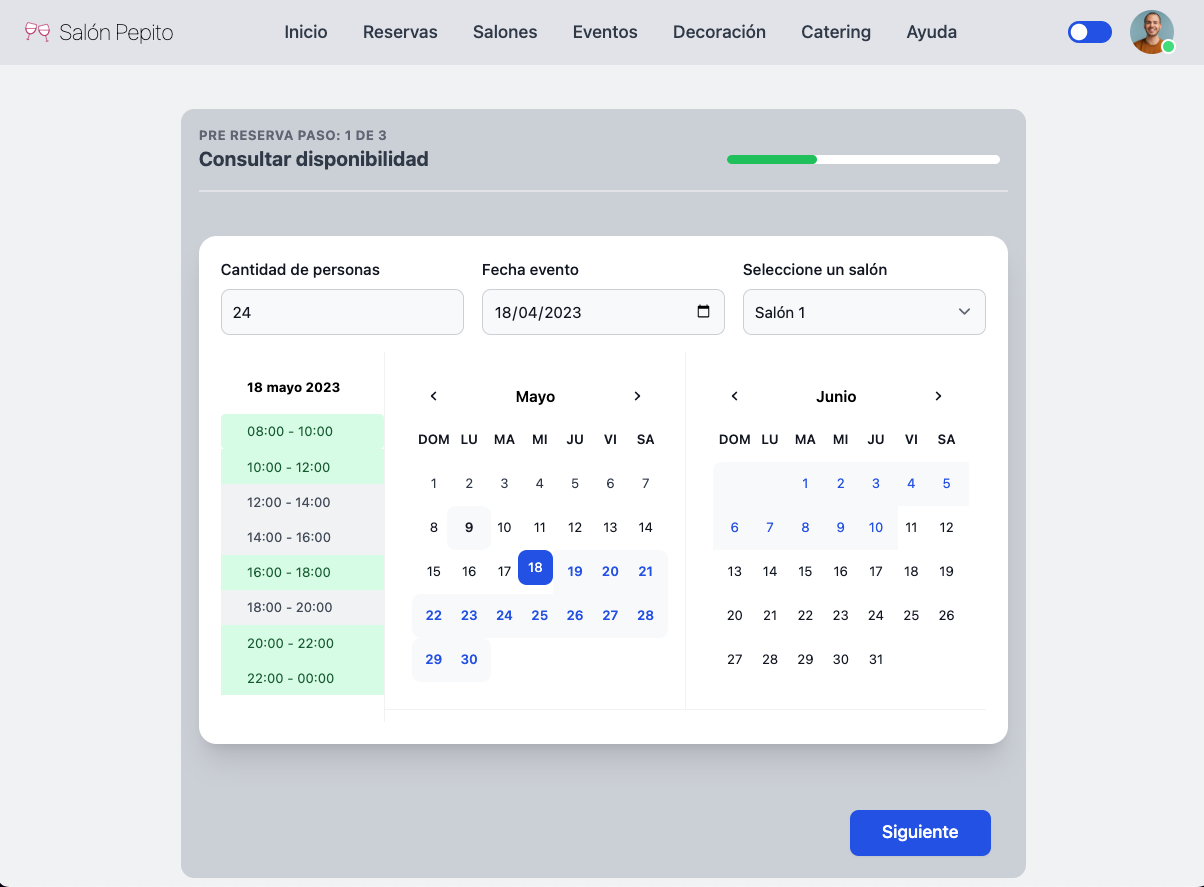 Salón Pepito
Inicio Reservas Salones Eventos Decoración Catering Ayuda
PRE RESERVA PASO: 1 DE 3
Consultar disponibilidad
Cantidad de personas Fecha evento Seleccione un salón
24 18/04/2023 Salón 1
18 mayo 2023
08:00 - 10:00
10:00 - 12:00
12:00 - 14:00
14:00 - 16:00
16:00 - 18:00
18:00 - 20:00
20:00 - 22:00
22:00 - 00:00
Mayo
DOM LU MA MI JU VI SA
1 2 3 4 5 6 7
8 9 10 11 12 13 14
15 16 17 18 19 20 21
22 23 24 25 26 27 28
29 30
Junio
DOM LU MA MI JU VI SA
1 2 3 4 5
6 7 8 9 10 11 12
13 14 15 16 17 18 19
20 21 22 23 24 25 26
27 28 29 30 31
Siguiente